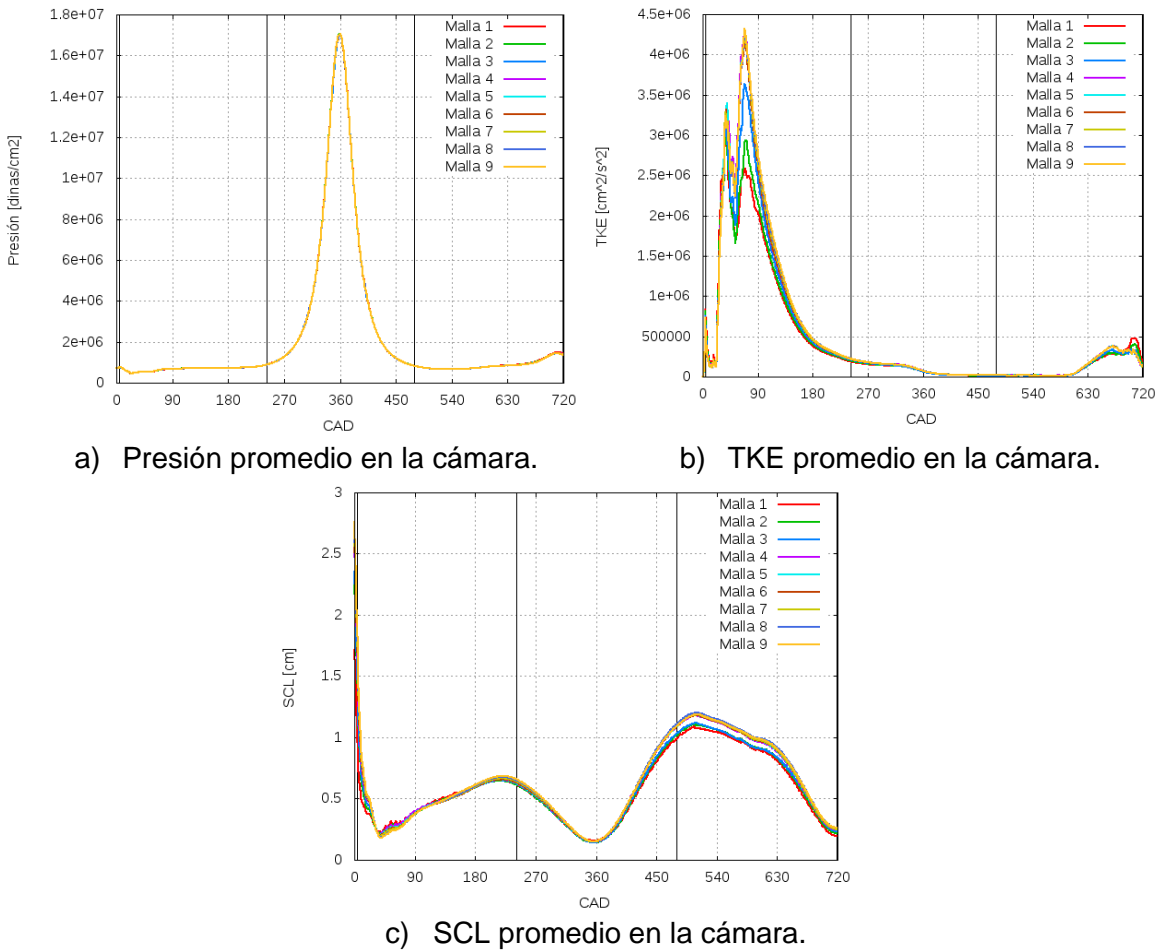 1.8e+07
1.6e+07
1.4e+07
1.2e+07
1e+07
8e+06
6e+06
4e+06
2e+06
0
Presión [dinas/cm2]
0 90 180 270 360 450 540 630 720
CAD
Malla 1
Malla 2
Malla 3
Malla 4
Malla 5
Malla 6
Malla 7
Malla 8
Malla 9
a) Presión promedio en la cámara.
4.5e+06
4e+06
3.5e+06
3e+06
2.5e+06
2e+06
1.5e+06
1e+06
500000
0
TKE [cm^2/s^2]
0 90 180 270 360 450 540 630 720
CAD
Malla 1
Malla 2
Malla 3
Malla 4
Malla 5
Malla 6
Malla 7
Malla 8
Malla 9
b) TKE promedio en la cámara.
3
2.5
2
1.5
1
0.5
0
SCL [cm]
0 90 180 270 360 450 540 630 720
CAD
Malla 1
Malla 2
Malla 3
Malla 4
Malla 5
Malla 6
Malla 7
Malla 8
Malla 9
c) SCL promedio en la cámara.